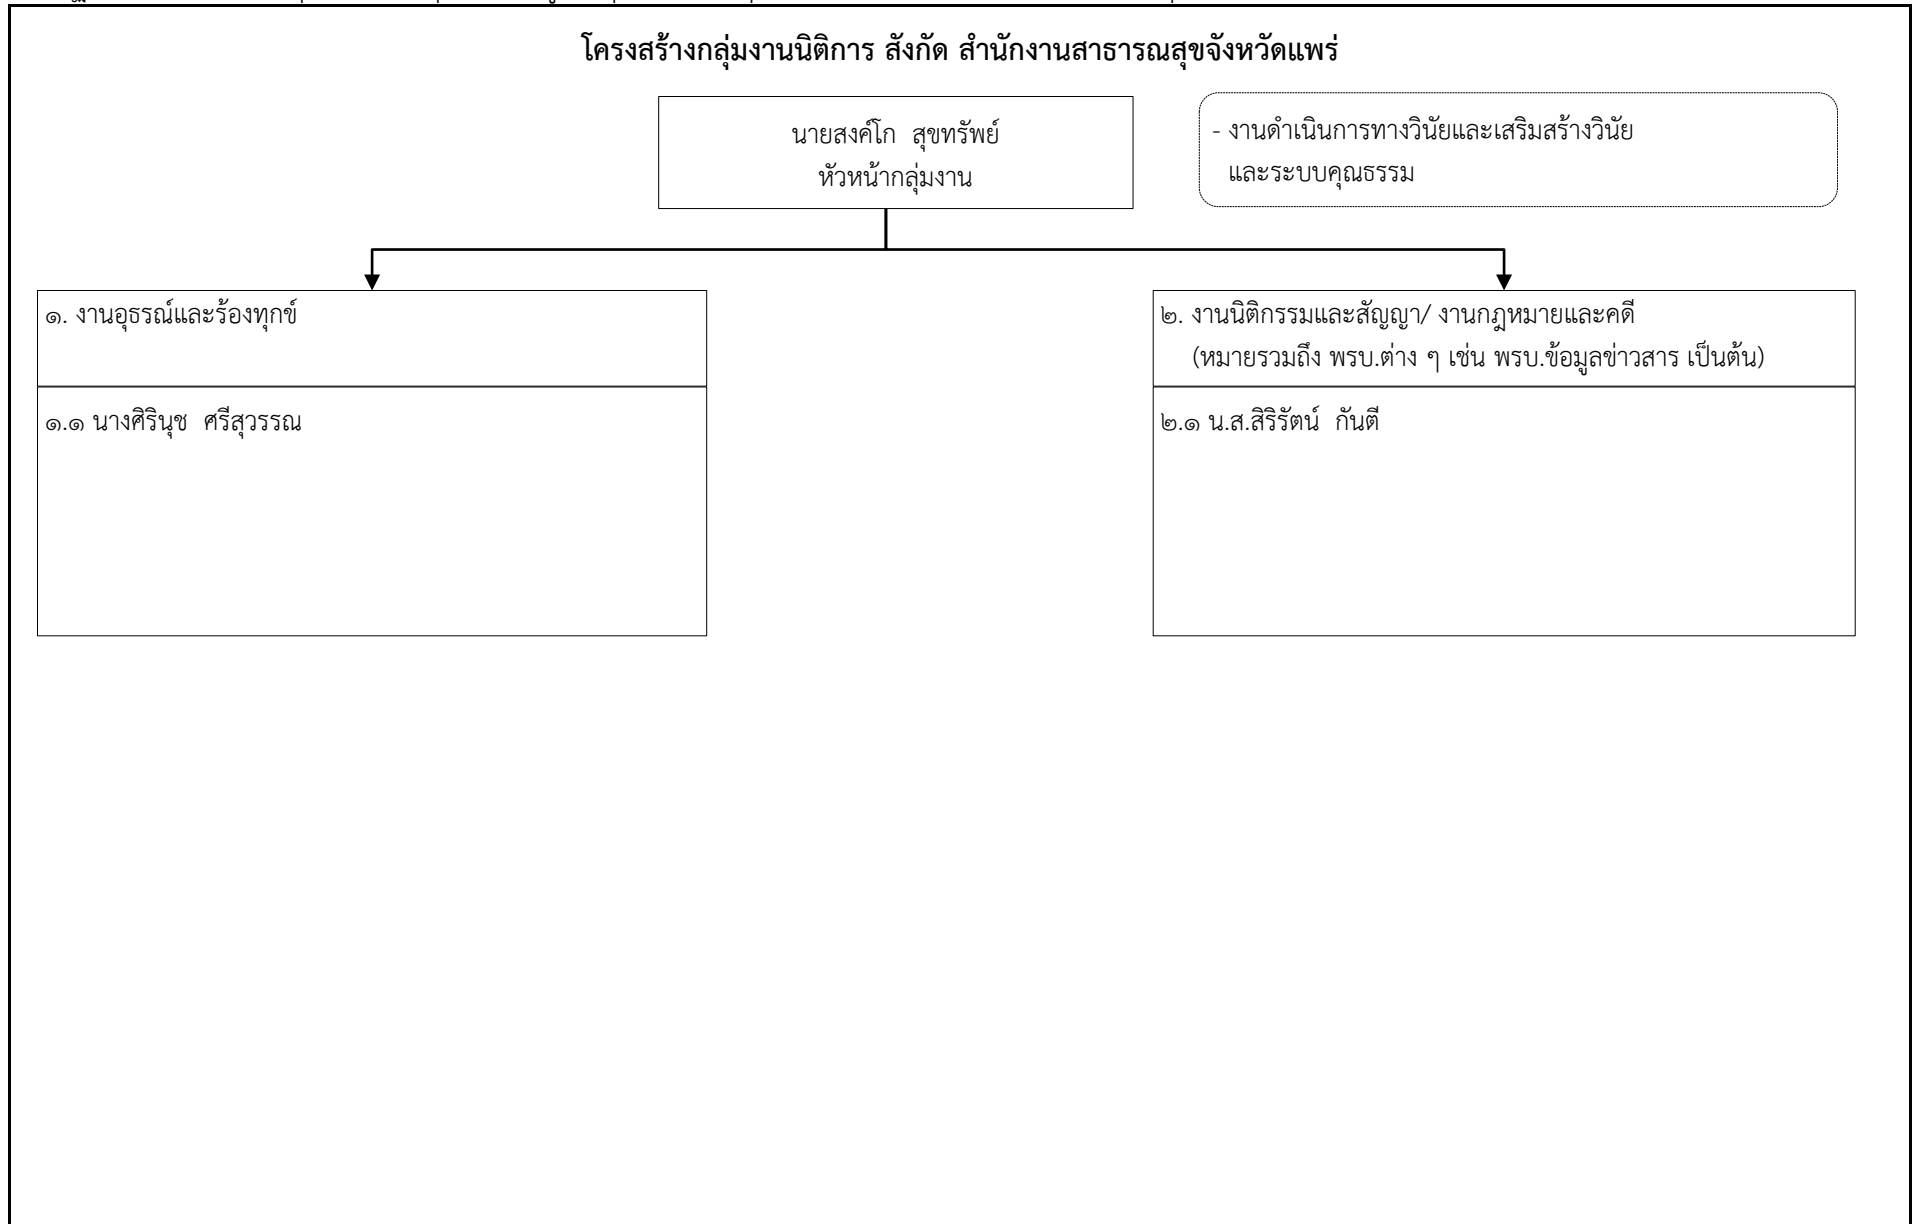 โครงสร้างกลุ่มงานนิติการ สังกัด สำนักงานสาธารณสุขจังหวัดแพร่
นายสงค์โก สุขทรัพย์
หัวหน้ากลุ่มงาน
- งานดำเนินการทางวินัยและเสริมสร้างวินัย
และระบบคุณธรรม
๑. งานอุธรณ์และร้องทุกข์
๑.๑ นางศิรินุช ศรีสุวรรณ
๒. งานนิติกรรมและสัญญา/ งานกฎหมายและคดี
(หมายรวมถึง พรบ.ต่าง ๆ เช่น พรบ.ข้อมูลข่าวสาร เป็นต้น)
๒.๑ น.ส.สิริรัตน์ กันตี